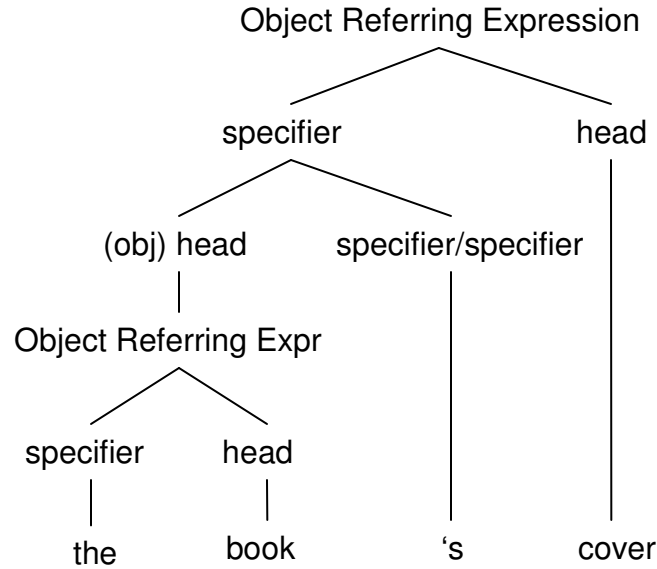 Object Referring Expression
specifier head
(obj) head specifier/specifier
Object Referring Expr
specifier head
the book ‘s cover